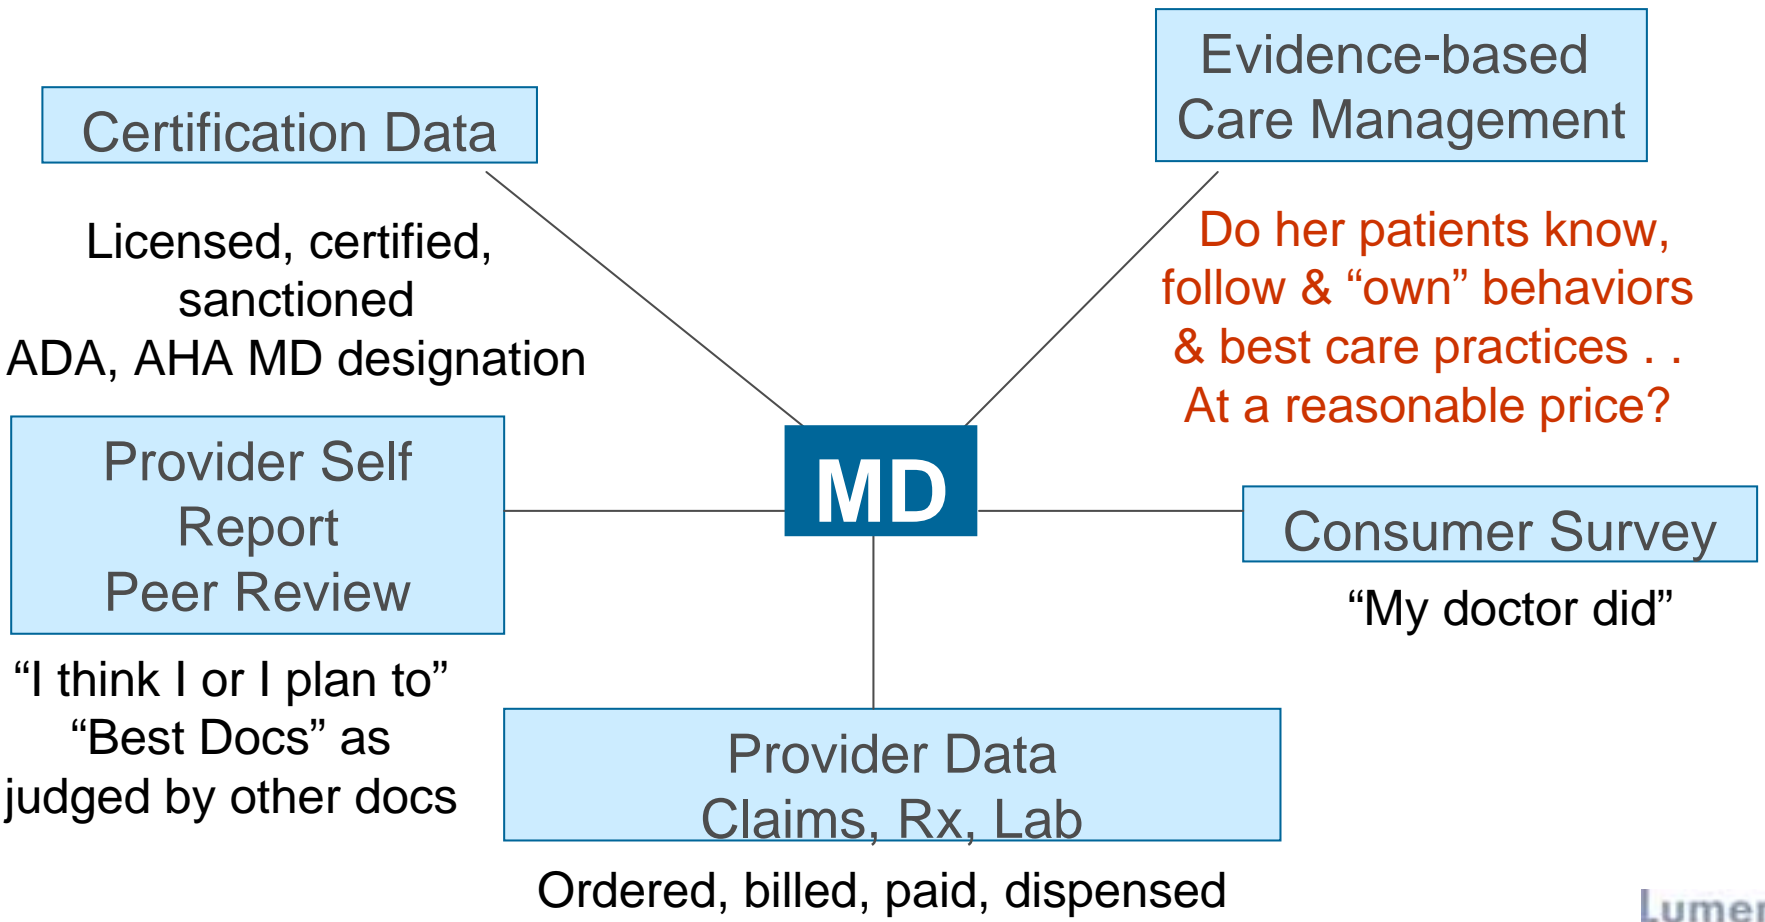 Evidence-based
Care Management
Certification Data
Licensed, certified,
sanctioned
ADA, AHA MD designation
Do her patients know,
follow & “own” behaviors
& best care practices . .
At a reasonable price?
Provider Self
Report
Peer Review
MD
Consumer Survey
“My doctor did”
“I think I or I plan to”
“Best Docs” as
judged by other docs
Provider Data
Claims, Rx, Lab
Ordered, billed, paid, dispensed